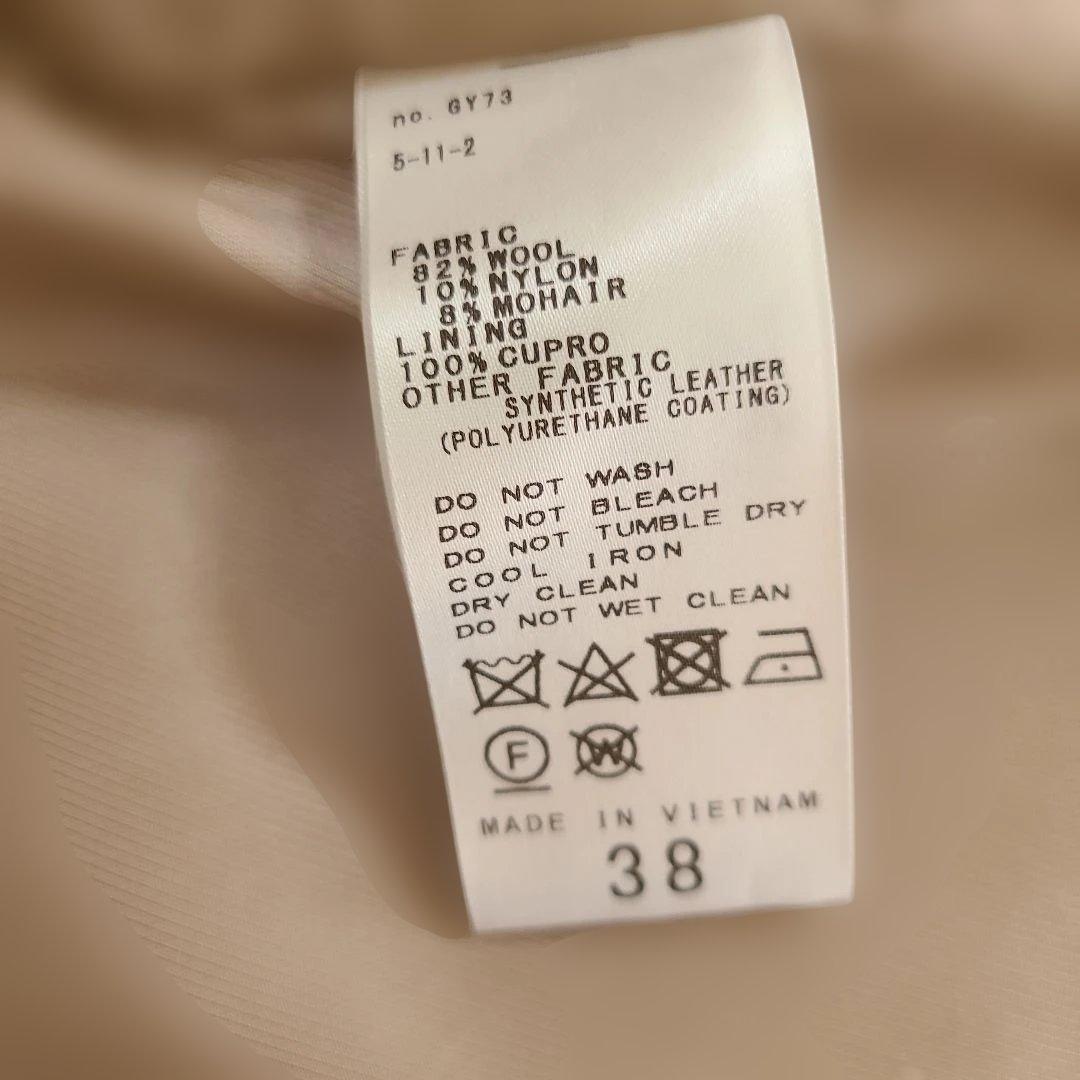 no. GY73
5-11-2
FABRIC
82% WOOL
10% NYLON
8% MOHAIR
LINING
100% CUPRO
OTHER FABRIC
SYNTHETIC LEATHER
(POLYURETHANE COATING)
DO NOT WASH
DO NOT BLEACH
DO NOT TUMBLE DRY
COOL IRON
DRY CLEAN
DO NOT WET CLEAN
F W
MADE IN VIETNAM
38